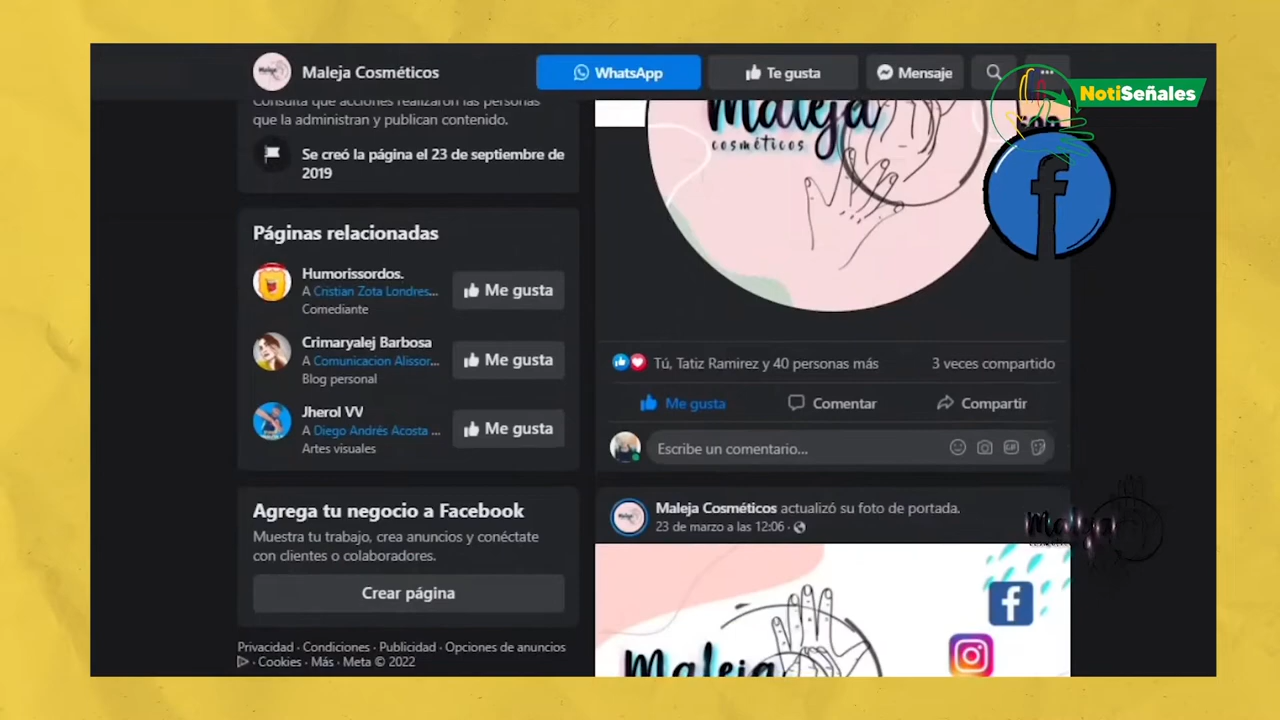 Maleja Cosméticos
WhatsApp
Te gusta
Mensaje
NotiSeñales
Consulta qué acciones realizaron las personas
que la administran y publican contenido.
Se creó la página el 23 de septiembre de
2019
Maleja
cosméticos
Páginas relacionadas
Humorissordos.
A Cristian Zota Londres...
Comediante
Me gusta
Crimaryalej Barbosa
A Comunicacion Alissor...
Blog personal
Me gusta
Jherol VV
A Diego Andrés Acosta ...
Artes visuales
Me gusta
Tú, Tatiz Ramirez y 40 personas más
3 veces compartido
Me gusta
Comentar
Compartir
Escribe un comentario...
GIF
Agrega tu negocio a Facebook
Muestra tu trabajo, crea anuncios y conéctate
con clientes o colaboradores.
Crear página
Privacidad · Condiciones · Publicidad · Opciones de anuncios
· Cookies · Más · Meta © 2022
Maleja Cosméticos actualizó su foto de portada.
23 de marzo a las 12:06 ·
Maleja
Maleja